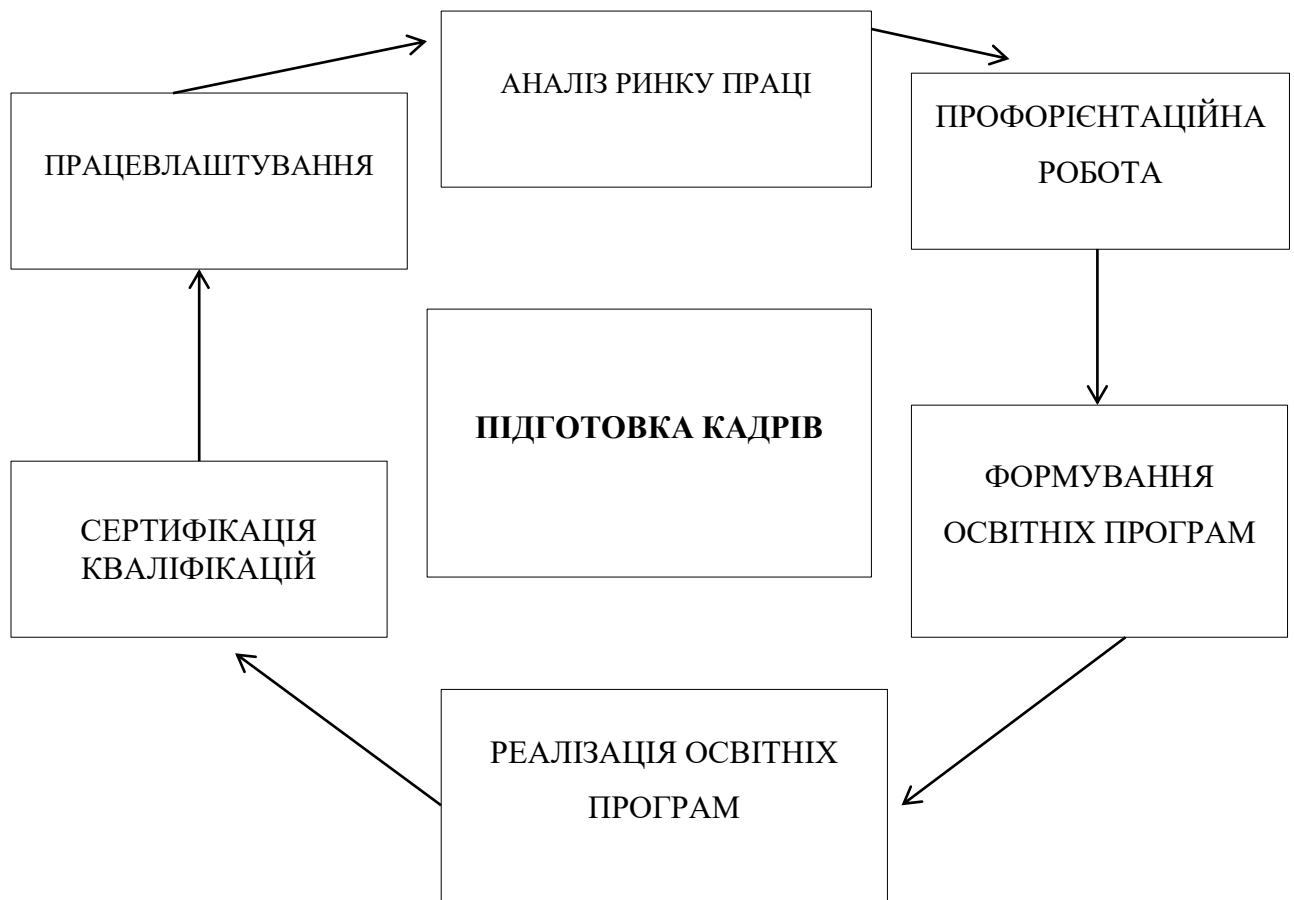 АНАЛІЗ РИНКУ ПРАЦІ
ПРОФОРІЄНТАЦІЙНА
РОБОТА
ПРАЦЕВЛАШТУВАННЯ
ПІДГОТОВКА КАДРІВ
ФОРМУВАННЯ
ОСВІТНІХ ПРОГРАМ
СЕРТИФІКАЦІЯ
КВАЛІФІКАЦІЙ
РЕАЛІЗАЦІЯ ОСВІТНІХ
ПРОГРАМ